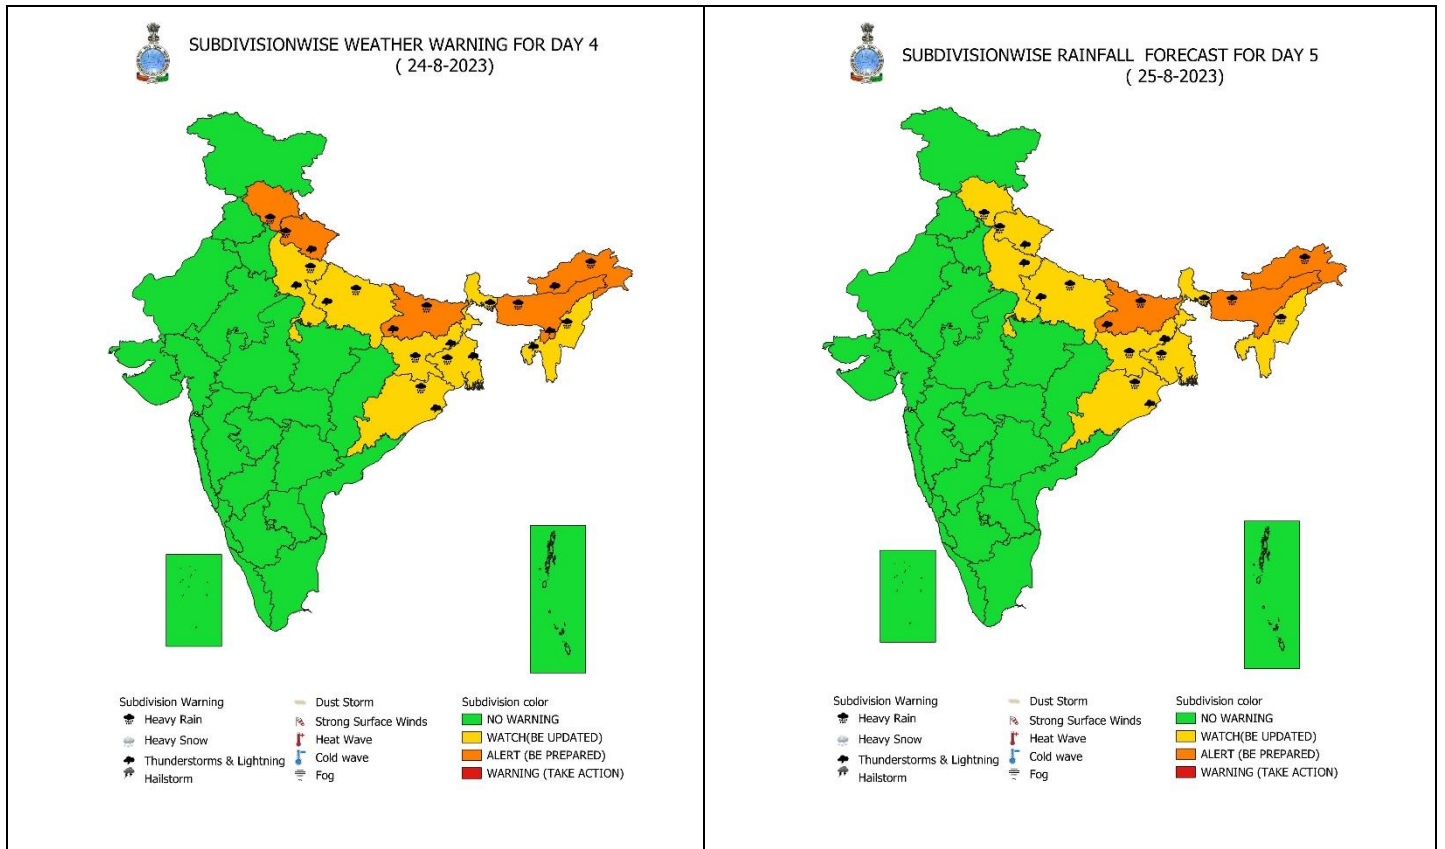 SUBDIVISIONWISE WEATHER WARNING FOR DAY 4
( 24-8-2023)
Subdivision Warning
Heavy Rain
Heavy Snow
Thunderstorms & Lightning
Hailstorm
Dust Storm
Strong Surface Winds
Heat Wave
Cold wave
Fog
Subdivision color
NO WARNING
WATCH(BE UPDATED)
ALERT (BE PREPARED)
WARNING (TAKE ACTION)
SUBDIVISIONWISE RAINFALL FORECAST FOR DAY 5
( 25-8-2023)
Subdivision Warning
Heavy Rain
Heavy Snow
Thunderstorms & Lightning
Hailstorm
Dust Storm
Strong Surface Winds
Heat Wave
Cold wave
Fog
Subdivision color
NO WARNING
WATCH(BE UPDATED)
ALERT (BE PREPARED)
WARNING (TAKE ACTION)